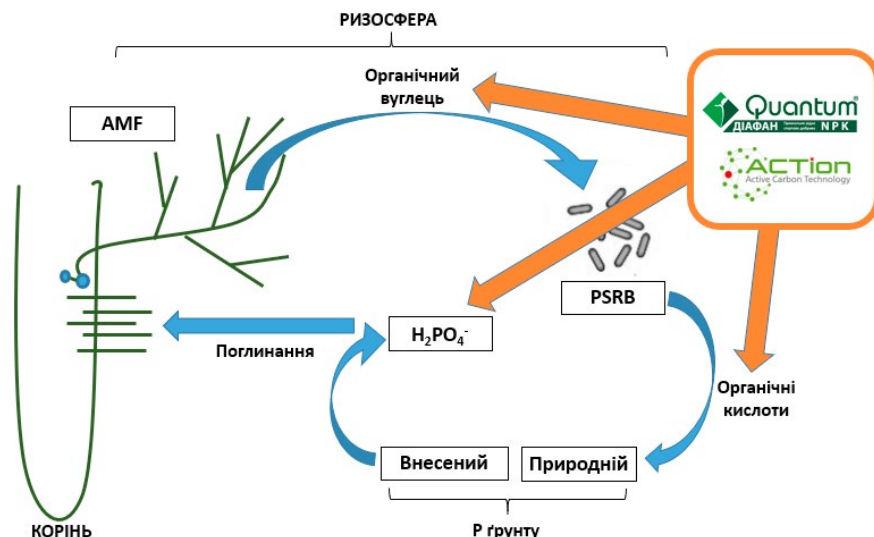 РИЗОСФЕРА
Органічний
вуглець
AMF
Quantum®
ДІАФАН
NPK
ACTion
Active Carbon Technology
PSRB
H₂PO₄⁻
Поглинання
Органічні
кислоти
Внесений
Природній
КОРІНЬ
Р ґрунту